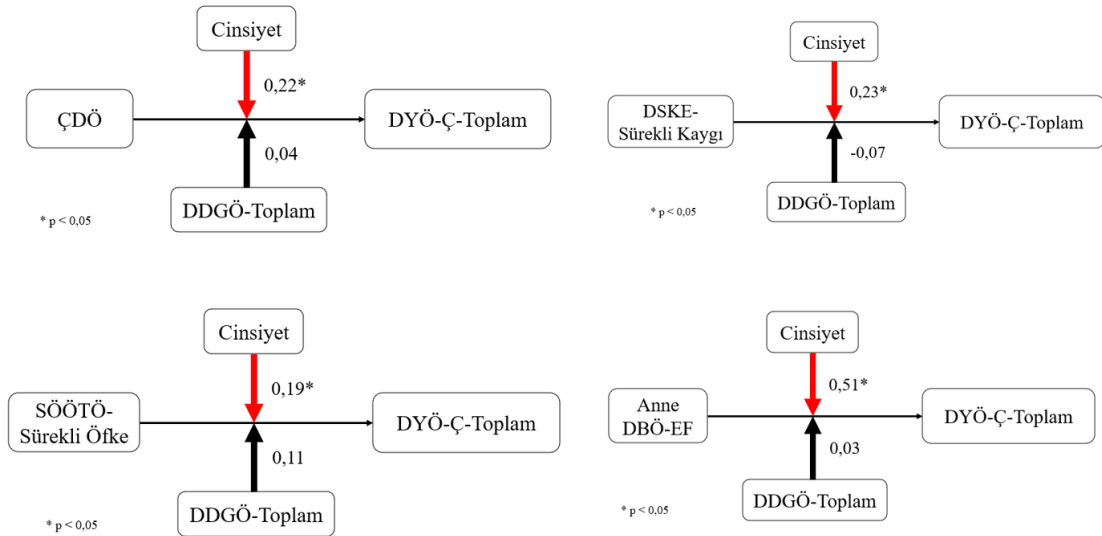 Cinsiyet
0,22*
ÇDÖ
DYÖ-Ç-Toplam
0,04
DDGÖ-Toplam
* p < 0,05
Cinsiyet
0,23*
DSKE-
Sürekli Kaygı
DYÖ-Ç-Toplam
-0,07
DDGÖ-Toplam
* p < 0,05
Cinsiyet
0,19*
SÖÖTÖ-
Sürekli Öfke
DYÖ-Ç-Toplam
0,11
DDGÖ-Toplam
* p < 0,05
Cinsiyet
0,51*
Anne
DBÖ-EF
DYÖ-Ç-Toplam
0,03
DDGÖ-Toplam
* p < 0,05